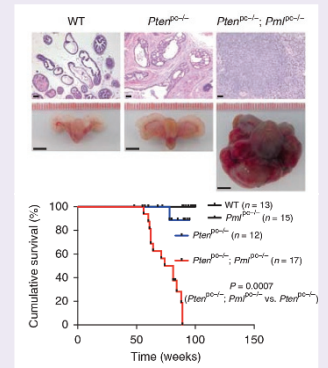 WT Pten^pc−/− Pten^pc−/−; Pml^pc−/−
Cumulative survival (%)
100
80
60
40
20
0
0 50 100 150
Time (weeks)
WT (n = 13)
Pml^pc−/− (n = 15)
Pten^pc−/− (n = 12)
Pten^pc−/−; Pml^pc−/− (n = 17)
P = 0.0007
(Pten^pc−/−; Pml^pc−/− vs. Pten^pc−/−)